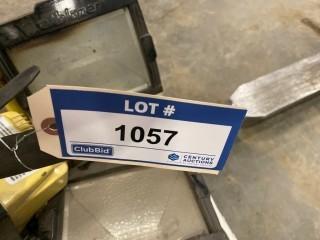 LOT #
1057
ClubBid
CENTURY
AUCTIONS